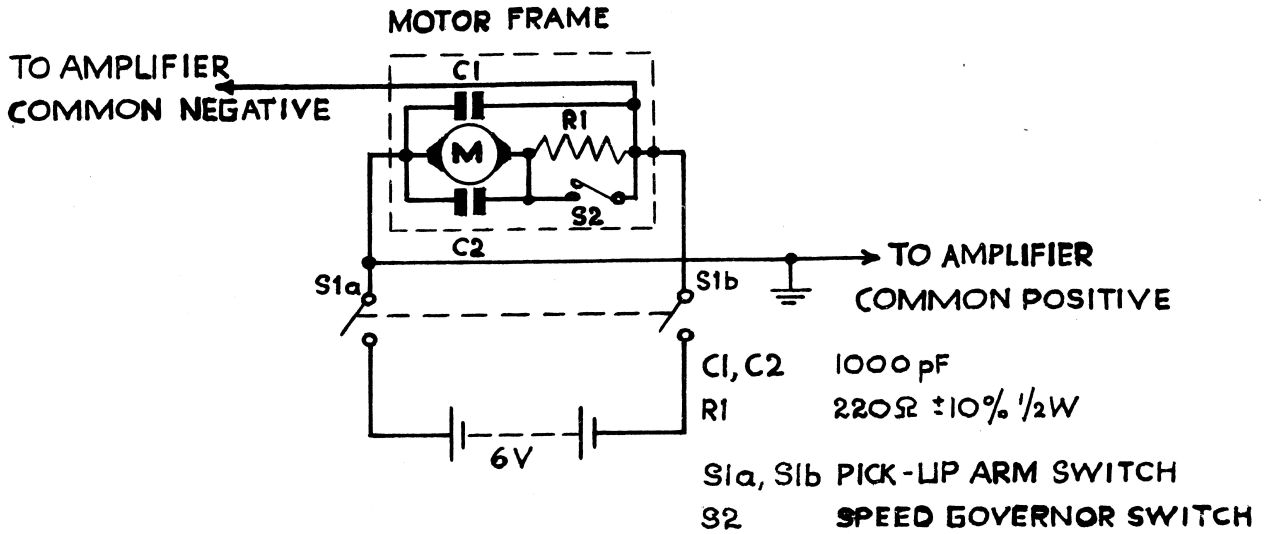 MOTOR FRAME
TO AMPLIFIER
COMMON NEGATIVE
C1
R1
M
S2
C2
S1a
S1b
TO AMPLIFIER
COMMON POSITIVE
6V
C1, C2 1000 pF
R1 220Ω ±10% 1/2W
S1a, S1b PICK-UP ARM SWITCH
S2 SPEED GOVERNOR SWITCH